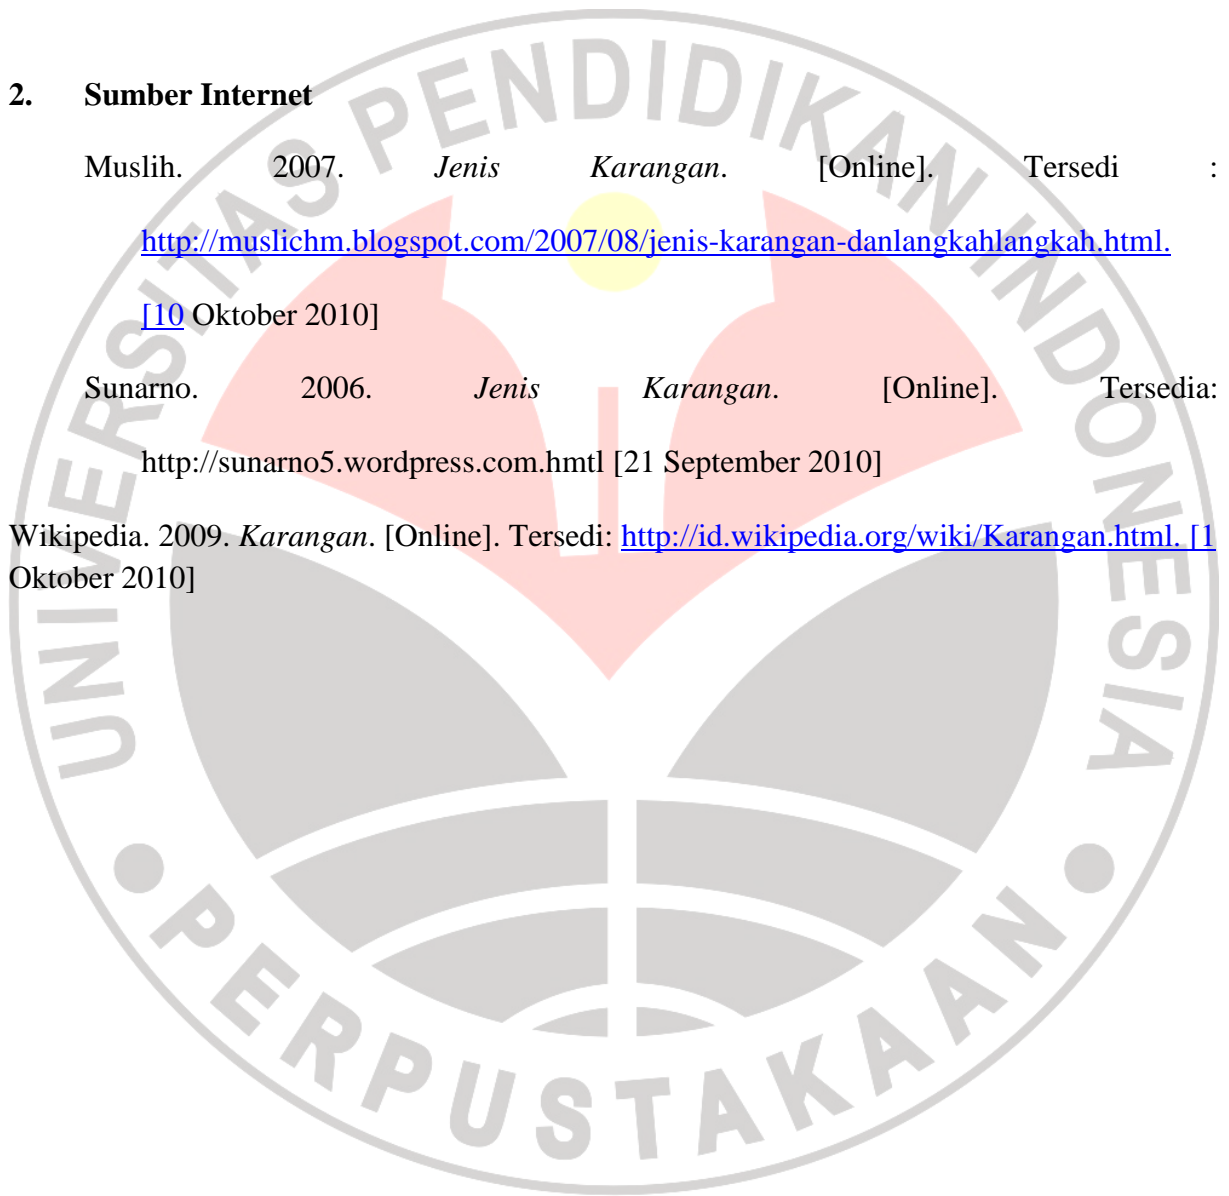 2. Sumber Internet
Muslih. 2007. Jenis Karangan. [Online]. Tersedi :
http://muslichm.blogspot.com/2007/08/jenis-karangan-danlangkahlangkah.html.
[10 Oktober 2010]
Sunarno. 2006. Jenis Karangan. [Online]. Tersedia:
http://sunarno5.wordpress.com.hmtl [21 September 2010]
Wikipedia. 2009. Karangan. [Online]. Tersedi: http://id.wikipedia.org/wiki/Karangan.html. [1
Oktober 2010]
UNIVERSITAS PENDIDIKAN INDONESIA
PERPUSTAKAAN